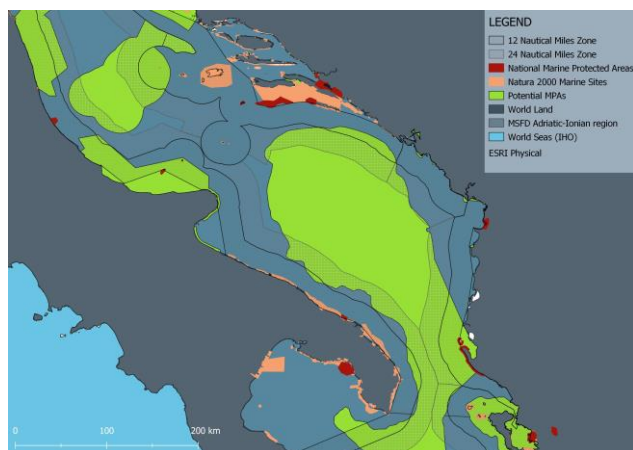 LEGEND
12 Nautical Miles Zone
24 Nautical Miles Zone
National Marine Protected Areas
Natura 2000 Marine Sites
Potential MPAs
World Land
MSFD Adriatic-Ionian region
World Seas (IHO)
ESRI Physical
0 100 200 km